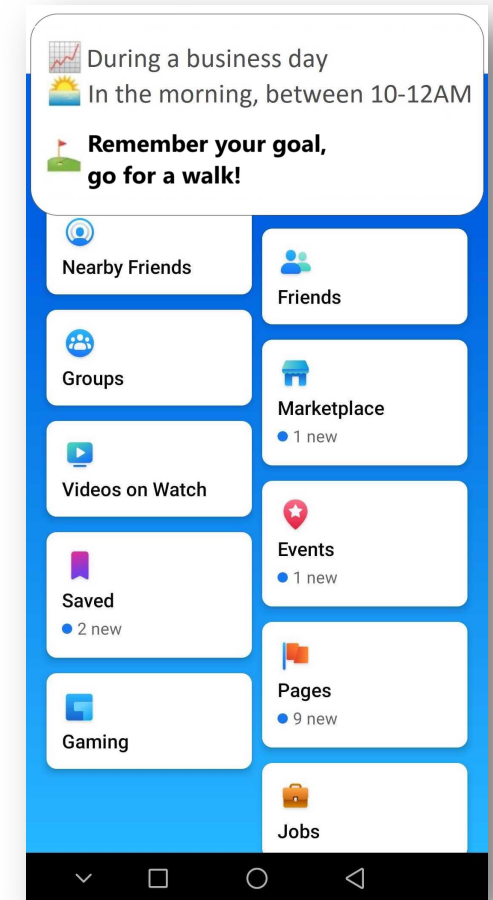 During a business day
In the morning, between 10-12AM
Remember your goal,
go for a walk!
Nearby Friends
Friends
Groups
Marketplace
1 new
Videos on Watch
Events
1 new
Saved
2 new
Pages
9 new
Gaming
Jobs